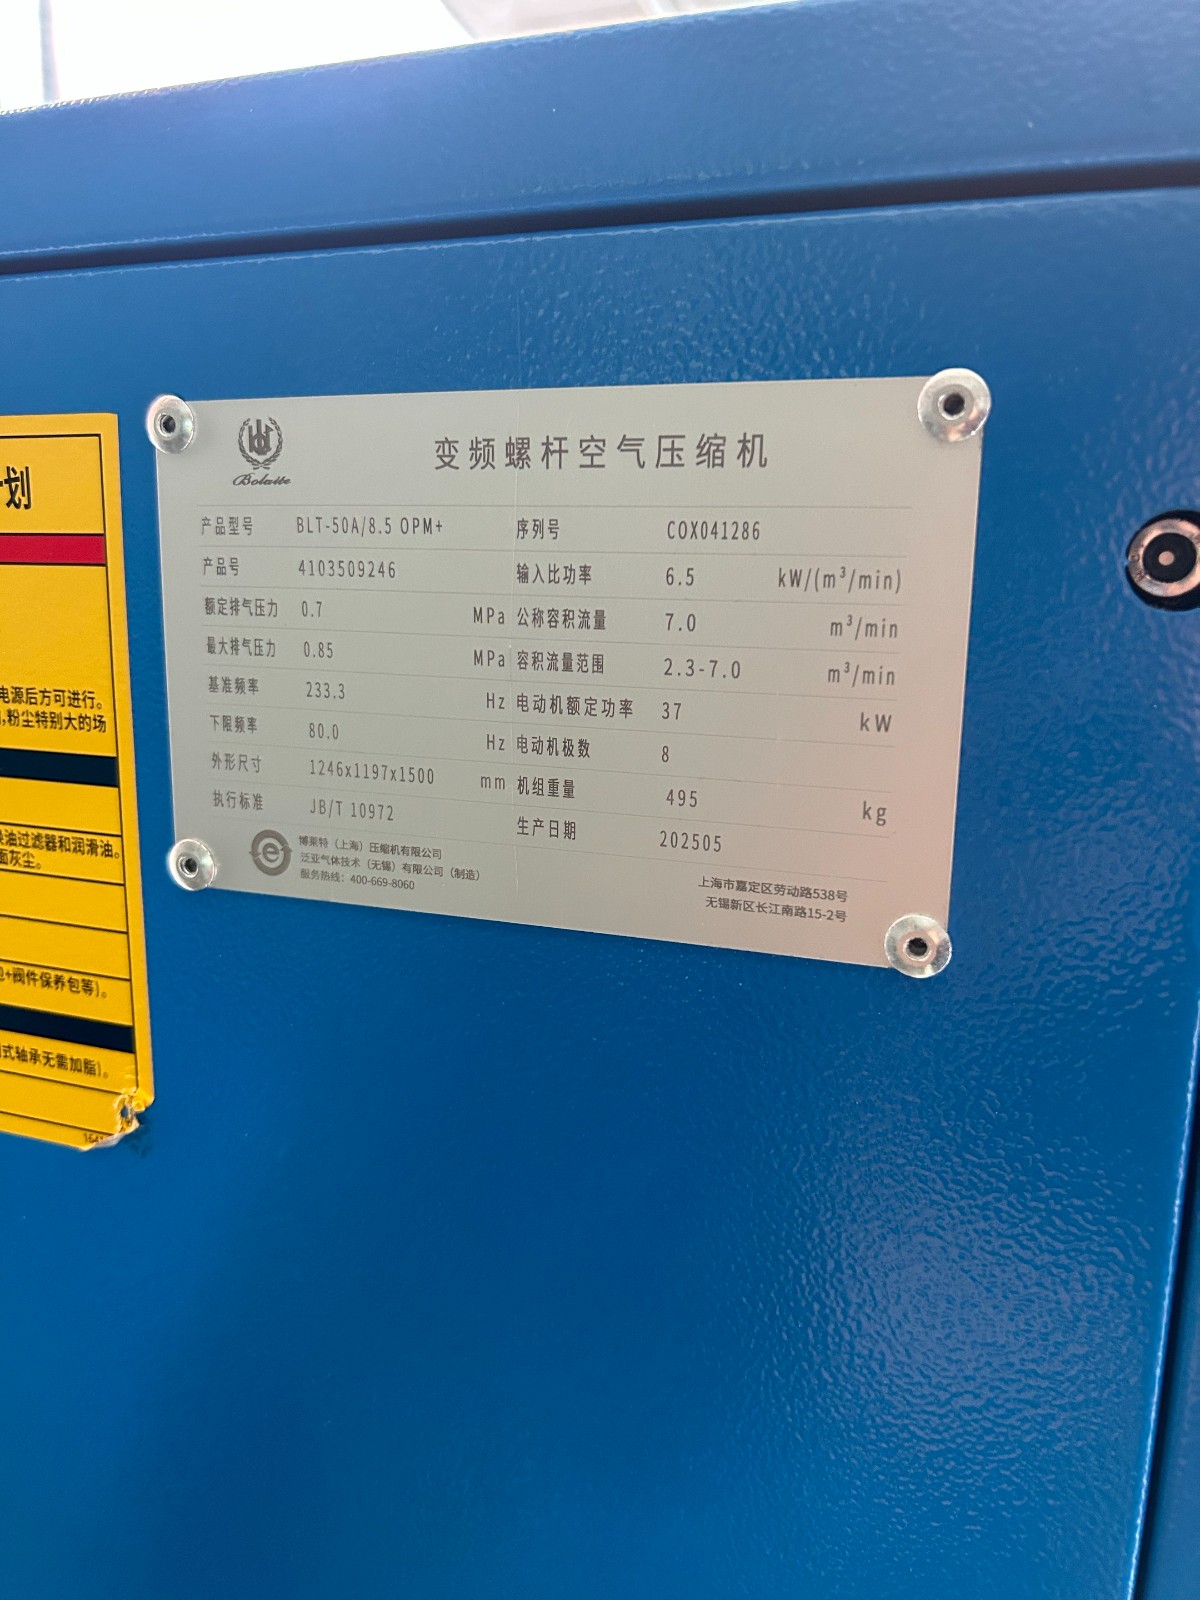 划
电源后方可进行。
粉尘特别大的场
油过滤器和润滑油。
面灰尘。
+阀件保养包等)。
式轴承无需加脂)。
Bolaite
变频螺杆空气压缩机
产品型号 BLT-50A/8.5 OPM+ 序列号 COX041286
产品号 4103509246 输入比功率 6.5 kW/(m³/min)
额定排气压力 0.7 MPa 公称容积流量 7.0 m³/min
最大排气压力 0.85 MPa 容积流量范围 2.3-7.0 m³/min
基准频率 233.3 Hz 电动机额定功率 37 kW
下限频率 80.0 Hz 电动机极数 8
外形尺寸 1246x1197x1500 mm 机组重量 495 kg
执行标准 JB/T 10972 生产日期 202505
博莱特（上海）压缩机有限公司
泛亚气体技术（无锡）有限公司（制造）
服务热线：400-669-8060
上海市嘉定区劳动路538号
无锡新区长江南路15-2号